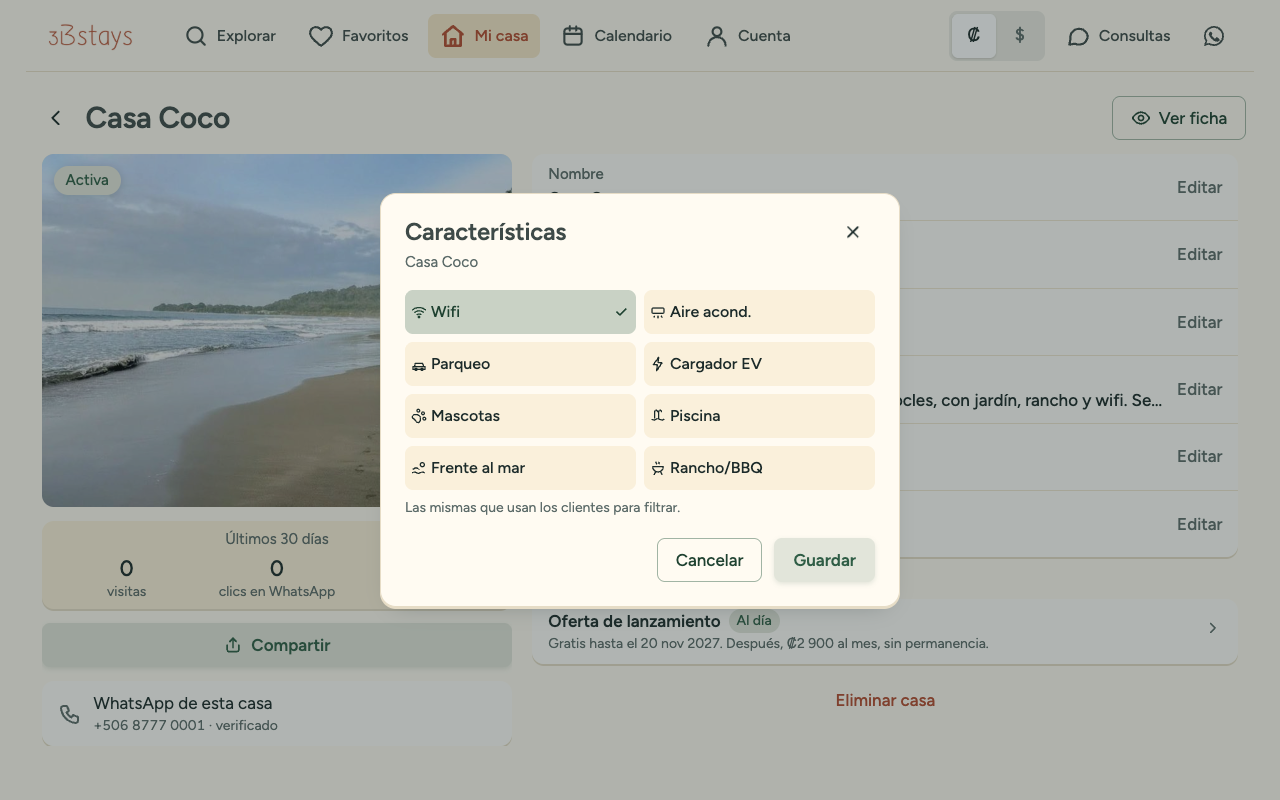 3Bstays
Explorar
Favoritos
Mi casa
Calendario
Cuenta
₡
$
Consultas
Casa Coco
Ver ficha
Activa
Nombre
Editar
Editar
Editar
Editar
Editar
Editar
Características
Casa Coco
Wifi
Aire acond.
Parqueo
Cargador EV
Mascotas
Piscina
Frente al mar
Rancho/BBQ
Las mismas que usan los clientes para filtrar.
Cancelar
Guardar
con jardín, rancho y wifi. Se...
Últimos 30 días
0
visitas
0
clics en WhatsApp
Compartir
WhatsApp de esta casa
+506 8777 0001 · verificado
Oferta de lanzamiento
Al día
Gratis hasta el 20 nov 2027. Después, ₡2 900 al mes, sin permanencia.
Eliminar casa